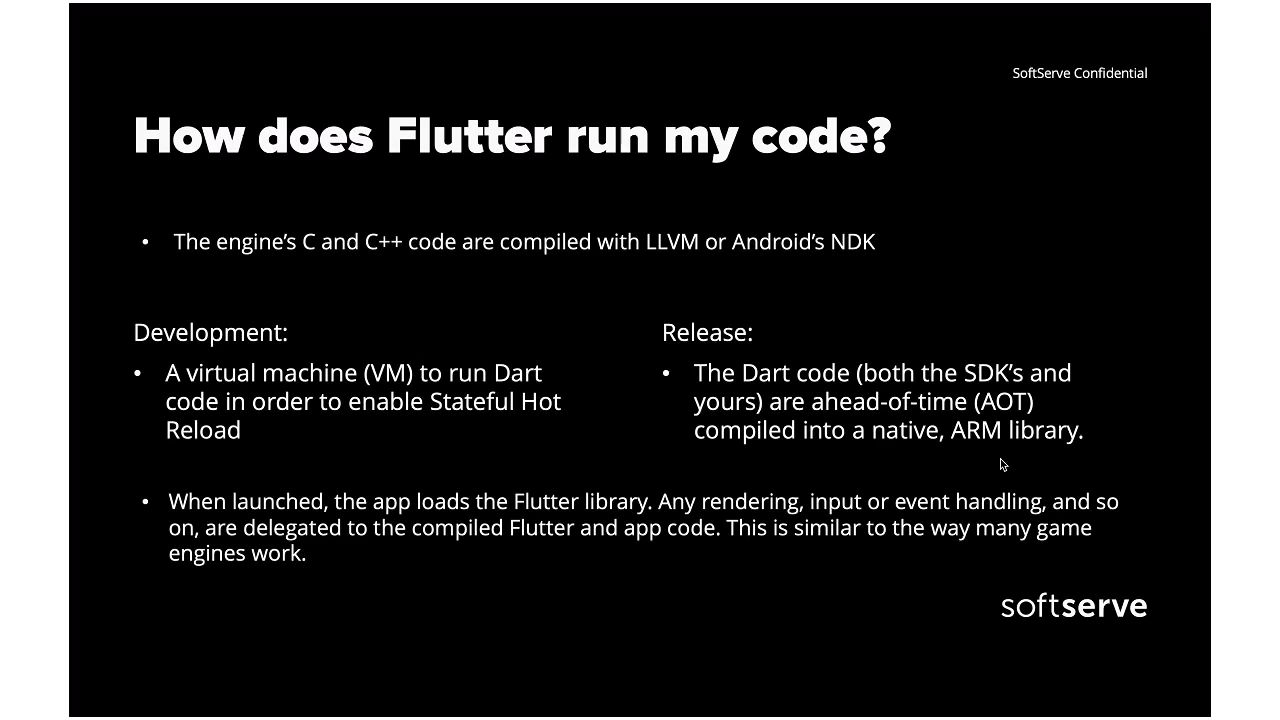 SoftServe Confidential
How does Flutter run my code?
• The engine’s C and C++ code are compiled with LLVM or Android’s NDK
Development:
• A virtual machine (VM) to run Dart
code in order to enable Stateful Hot
Reload
Release:
• The Dart code (both the SDK’s and
yours) are ahead-of-time (AOT)
compiled into a native, ARM library.
• When launched, the app loads the Flutter library. Any rendering, input or event handling, and so
on, are delegated to the compiled Flutter and app code. This is similar to the way many game
engines work.
softserve